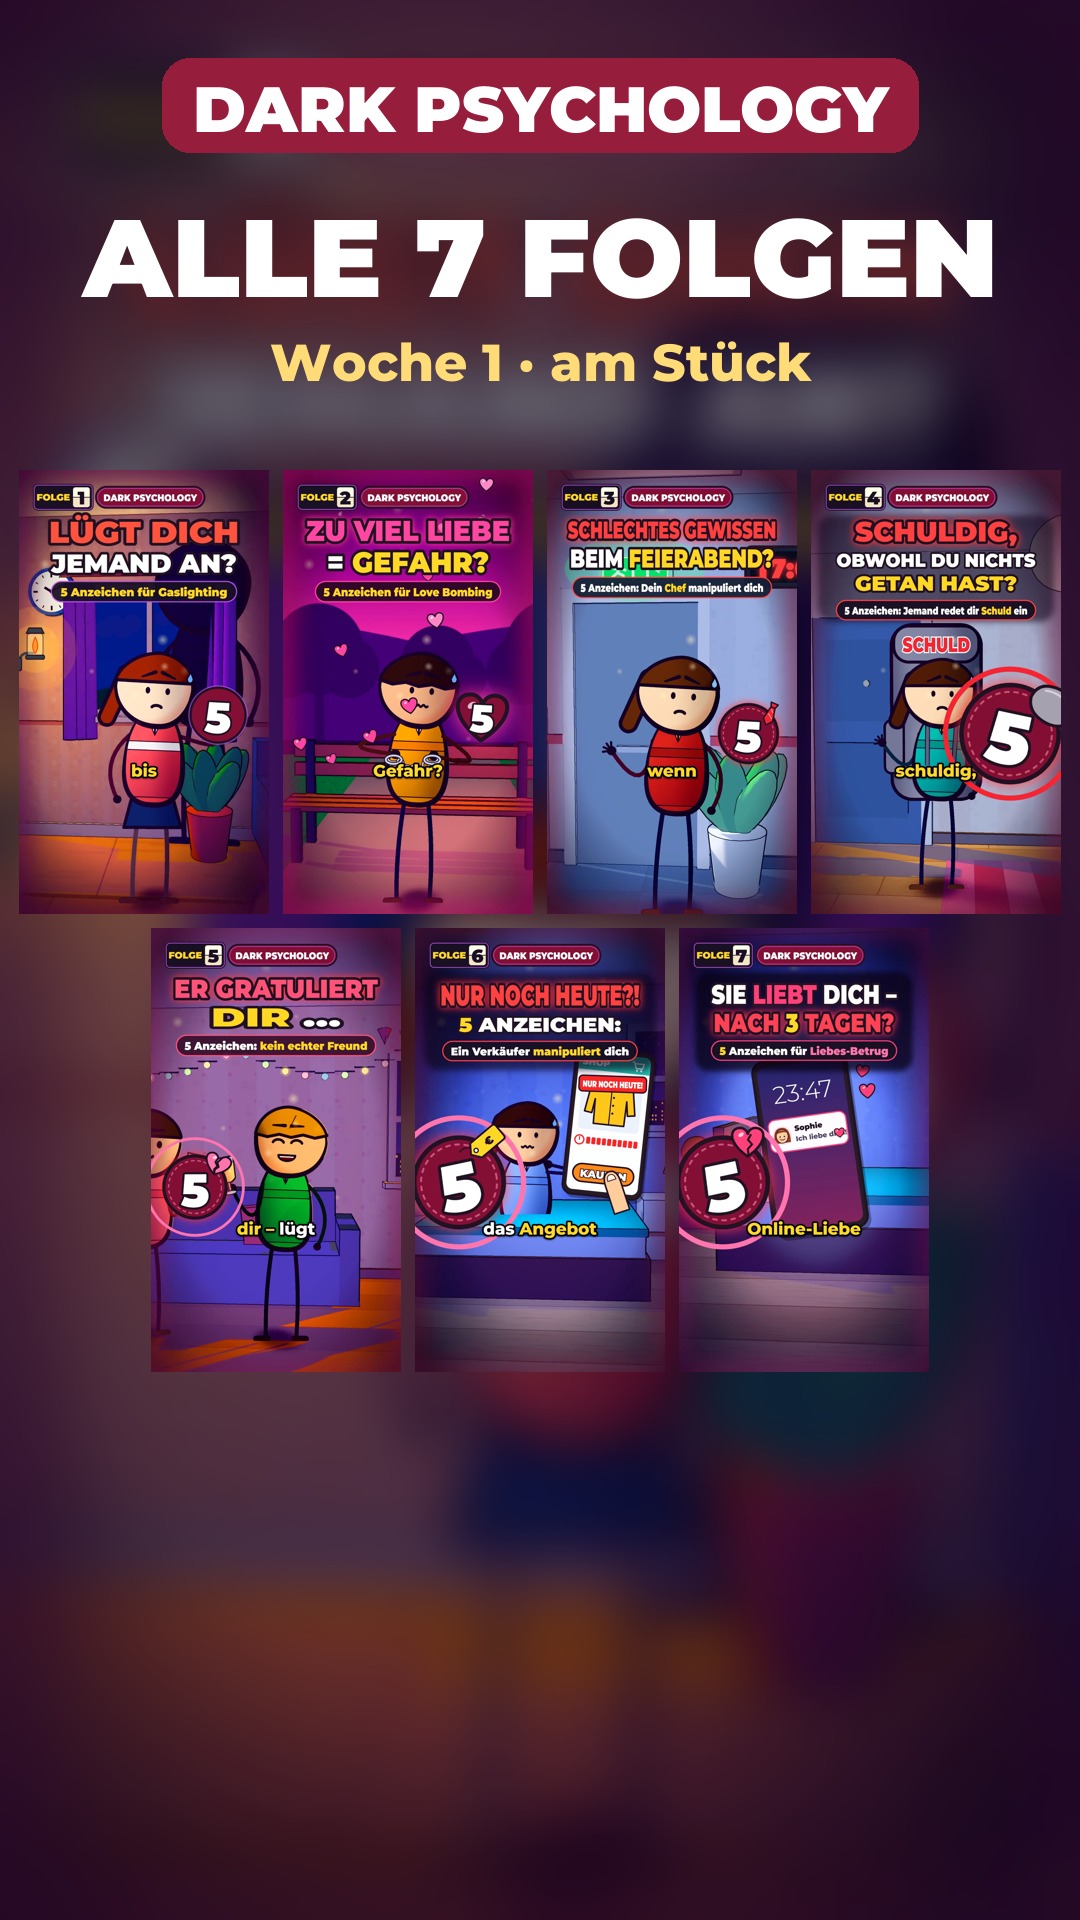 DARK PSYCHOLOGY
ALLE 7 FOLGEN
Woche 1 • am Stück
FOLGE 1 DARK PSYCHOLOGY
LÜGT DICH
JEMAND AN?
5 Anzeichen für Gaslighting
5
bis
FOLGE 2 DARK PSYCHOLOGY
ZU VIEL LIEBE
= GEFAHR?
5 Anzeichen für Love Bombing
5
Gefahr?
FOLGE 3 DARK PSYCHOLOGY
SCHLECHTES GEWISSEN
BEIM FEIERABEND?
5 Anzeichen: Dein Chef manipuliert dich
5
wenn
FOLGE 4 DARK PSYCHOLOGY
SCHULDIG,
OBWOHL DU NICHTS
GETAN HAST?
5 Anzeichen: Jemand redet dir Schuld ein
SCHULD
5
schuldig,
FOLGE 5 DARK PSYCHOLOGY
ER GRATULIERT
DIR ...
5 Anzeichen: kein echter Freund
5
dir – lügt
FOLGE 6 DARK PSYCHOLOGY
NUR NOCH HEUTE?!
5 ANZEICHEN:
Ein Verkäufer manipuliert dich
SHOP
NUR NOCH HEUTE!
5
das Angebot
FOLGE 7 DARK PSYCHOLOGY
SIE LIEBT DICH –
NACH 3 TAGEN?
5 Anzeichen für Liebes-Betrug
23:47
Sophie
Ich liebe
5
Online-Liebe